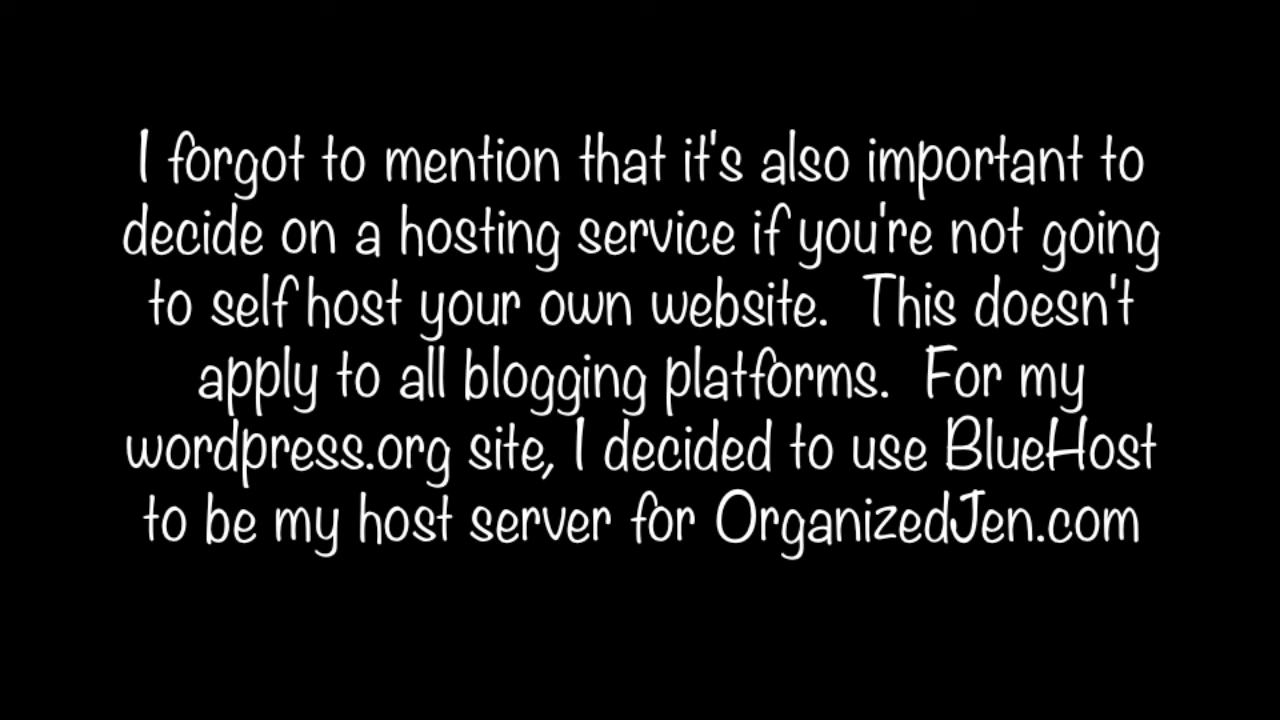 I forgot to mention that it's also important to
decide on a hosting service if you're not going
to self host your own website.  This doesn't
apply to all blogging platforms.  For my
wordpress.org site, I decided to use BlueHost
to be my host server for OrganizedJen.com